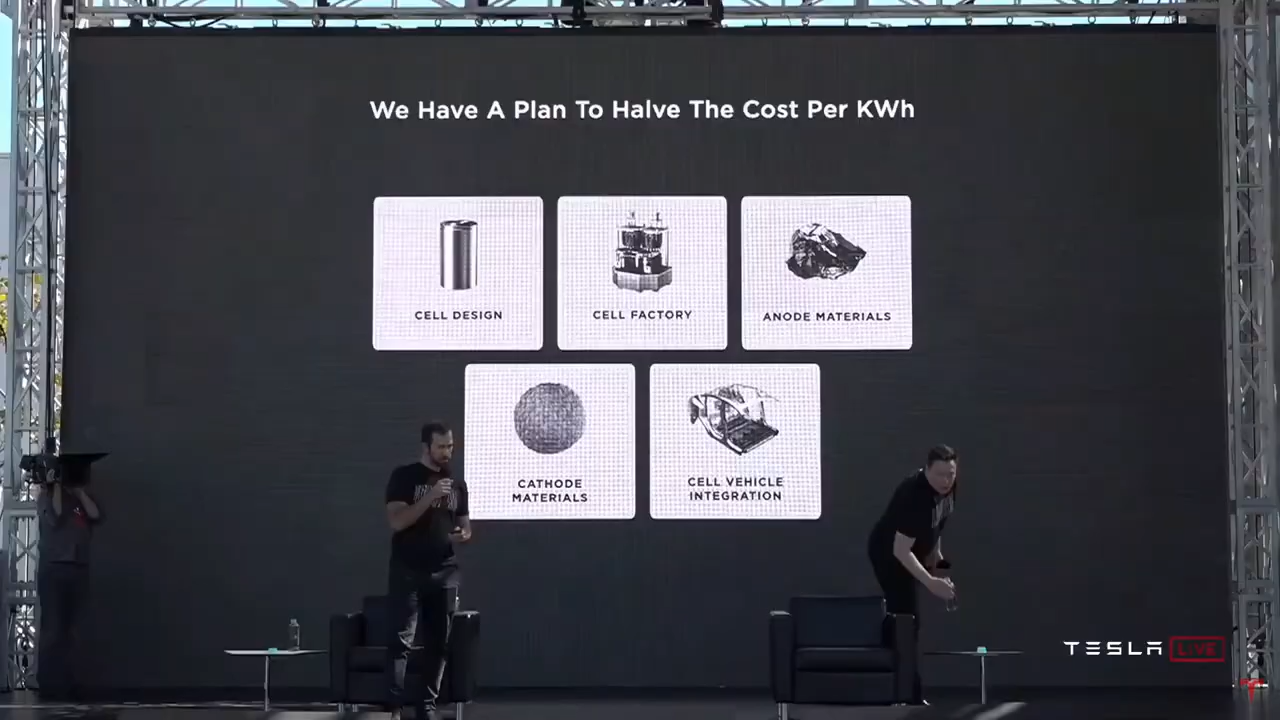 We Have A Plan To Halve The Cost Per KWh
CELL DESIGN
CELL FACTORY
ANODE MATERIALS
CATHODE
MATERIALS
CELL VEHICLE
INTEGRATION
TESLA LIVE